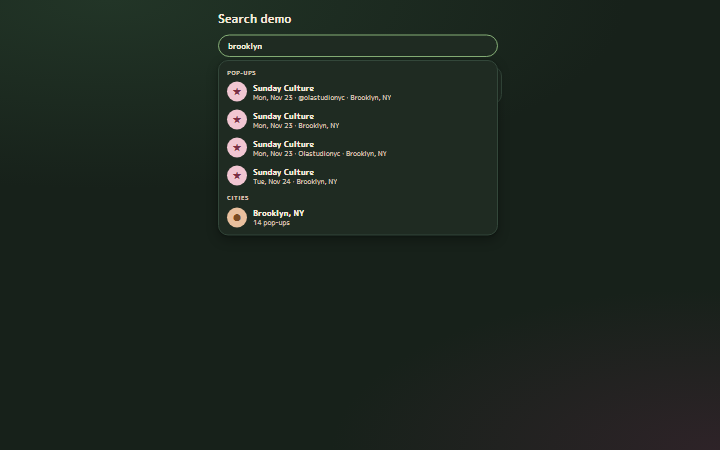 Search demo
brooklyn
POP-UPS
Sunday Culture
Mon, Nov 23 · @olastudionyc · Brooklyn, NY
Sunday Culture
Mon, Nov 23 · Brooklyn, NY
Sunday Culture
Mon, Nov 23 · Olastudionyc · Brooklyn, NY
Sunday Culture
Tue, Nov 24 · Brooklyn, NY
CITIES
Brooklyn, NY
14 pop-ups